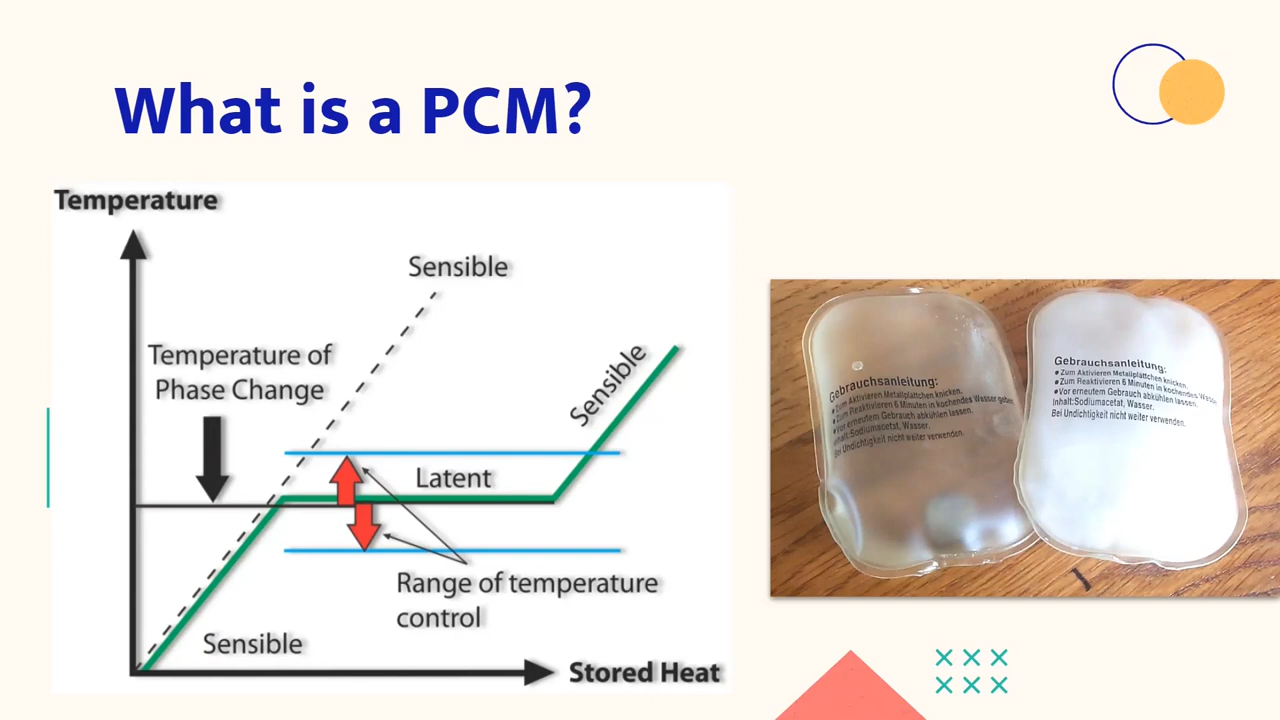 What is a PCM?
Temperature
Sensible
Temperature of
Phase Change
Sensible
Latent
Range of temperature
control
Sensible
Stored Heat
Gebrauchsanleitung:
Zum Aktivieren Metallplättchen knicken.
Zum Reaktivieren 6 Minuten in kochendes Wasser geben.
Vor erneutem Gebrauch abkühlen lassen.
Inhalt:Sodiumacetat, Wasser.
Bei Undichtigkeit nicht weiter verwenden.
Gebrauchsanleitung:
Zum Aktivieren Metallplättchen knicken.
Zum Reaktivieren 6 Minuten in kochendes Wasser
Vor erneutem Gebrauch abkühlen lassen.
Inhalt:Sodiumacetat, Wasser.
Bei Undichtigkeit nicht weiter verwenden.